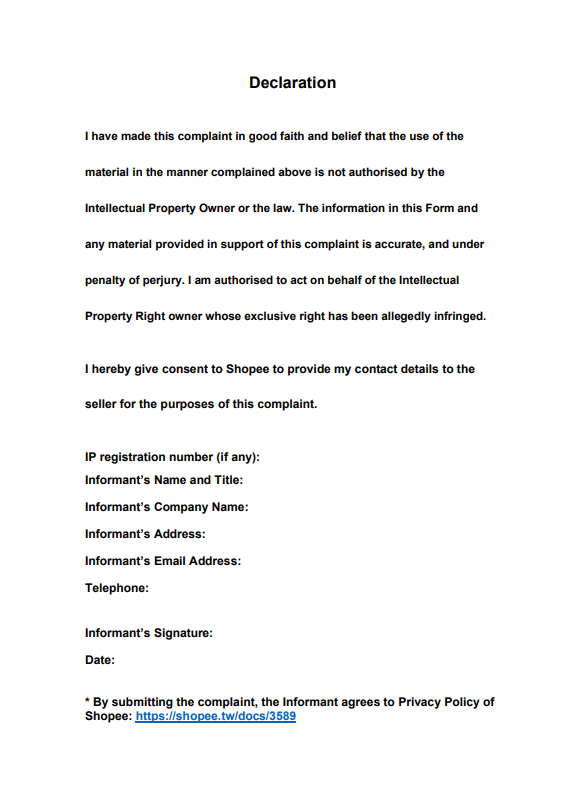 Declaration
I have made this complaint in good faith and belief that the use of the
material in the manner complained above is not authorised by the
Intellectual Property Owner or the law. The information in this Form and
any material provided in support of this complaint is accurate, and under
penalty of perjury. I am authorised to act on behalf of the Intellectual
Property Right owner whose exclusive right has been allegedly infringed.
I hereby give consent to Shopee to provide my contact details to the
seller for the purposes of this complaint.
IP registration number (if any):
Informant’s Name and Title:
Informant’s Company Name:
Informant’s Address:
Informant’s Email Address:
Telephone:
Informant’s Signature:
Date:
* By submitting the complaint, the Informant agrees to Privacy Policy of
Shopee: https://shopee.tw/docs/3589